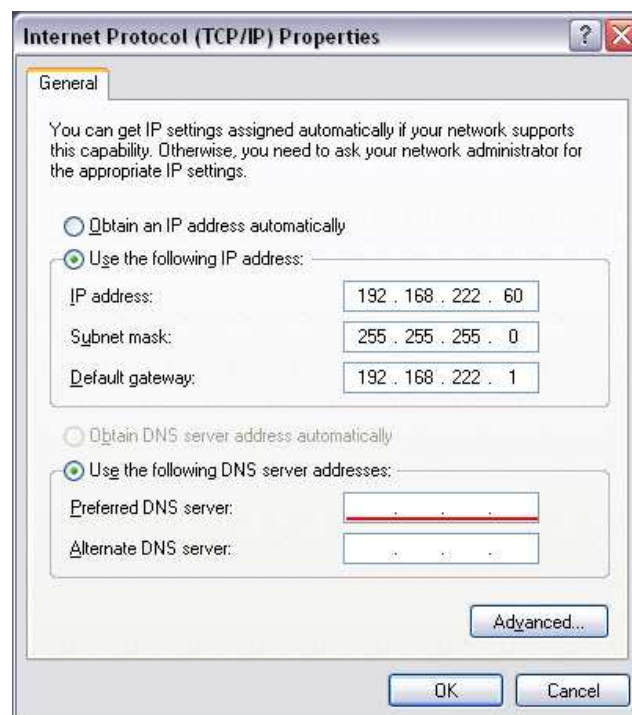 Internet Protocol (TCP/IP) Properties
General
You can get IP settings assigned automatically if your network supports
this capability. Otherwise, you need to ask your network administrator for
the appropriate IP settings.
Obtain an IP address automatically
Use the following IP address:
IP address: 192 . 168 . 222 . 60
Subnet mask: 255 . 255 . 255 . 0
Default gateway: 192 . 168 . 222 . 1
Obtain DNS server address automatically
Use the following DNS server addresses:
Preferred DNS server: . . .
Alternate DNS server: . . .
Advanced...
OK Cancel